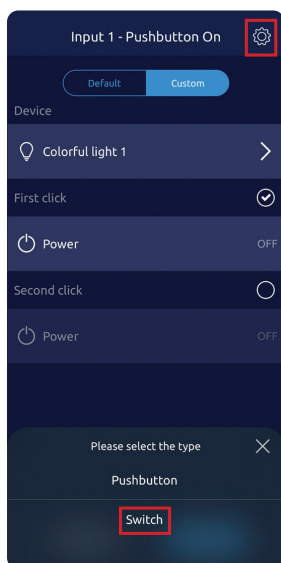 Input 1 - Pushbutton On
Default Custom
Device
Colorful light 1
First click
Power OFF
Second click
Power OFF
Please select the type
Pushbutton
Switch